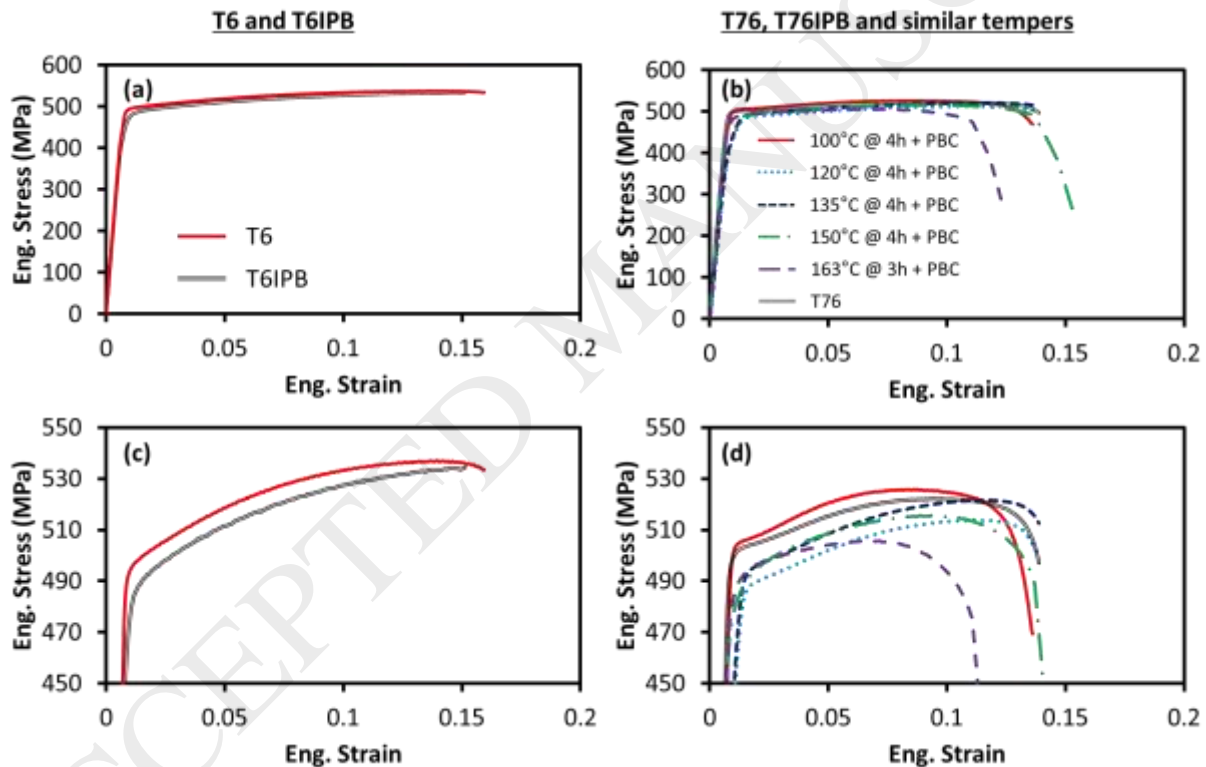 T6 and T6IPB
T76, T76IPB and similar tempers
600
500
400
300
200
100
0
Eng. Stress (MPa)
(a)
T6
T6IPB
0
0.05
0.1
0.15
0.2
Eng. Strain
600
500
400
300
200
100
0
Eng. Stress (MPa)
(b)
100°C @ 4h + PBC
120°C @ 4h + PBC
135°C @ 4h + PBC
150°C @ 4h + PBC
163°C @ 3h + PBC
T76
0
0.05
0.1
0.15
0.2
Eng. Strain
550
530
510
490
470
450
Eng. Stress (MPa)
(c)
0
0.05
0.1
0.15
0.2
Eng. Strain
550
530
510
490
470
450
Eng. Stress (MPa)
(d)
0
0.05
0.1
0.15
0.2
Eng. Strain
SCEPTED MANUS